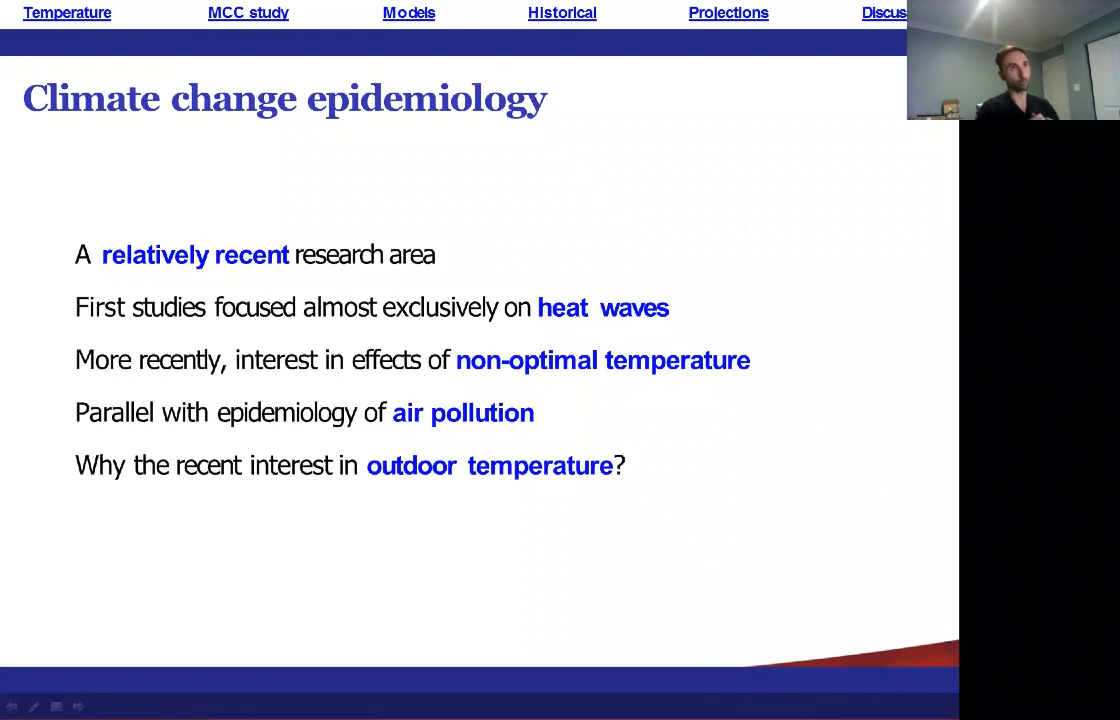 Temperature MCC study Models Historical Projections Discus
Climate change epidemiology
A relatively recent research area
First studies focused almost exclusively on heat waves
More recently, interest in effects of non-optimal temperature
Parallel with epidemiology of air pollution
Why the recent interest in outdoor temperature?